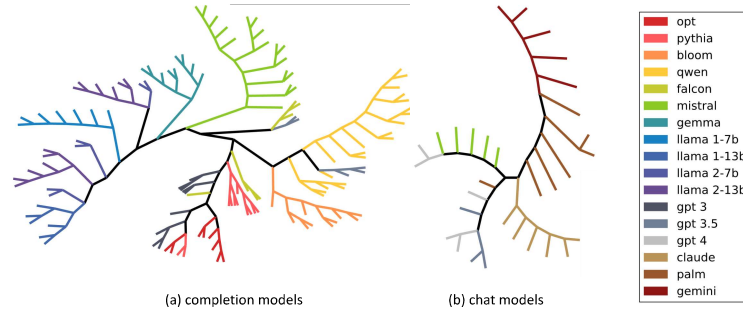 opt
pythia
bloom
qwen
falcon
mistral
gemma
llama 1-7b
llama 1-13b
llama 2-7b
llama 2-13b
gpt 3
gpt 3.5
gpt 4
claude
palm
gemini
(a) completion models
(b) chat models